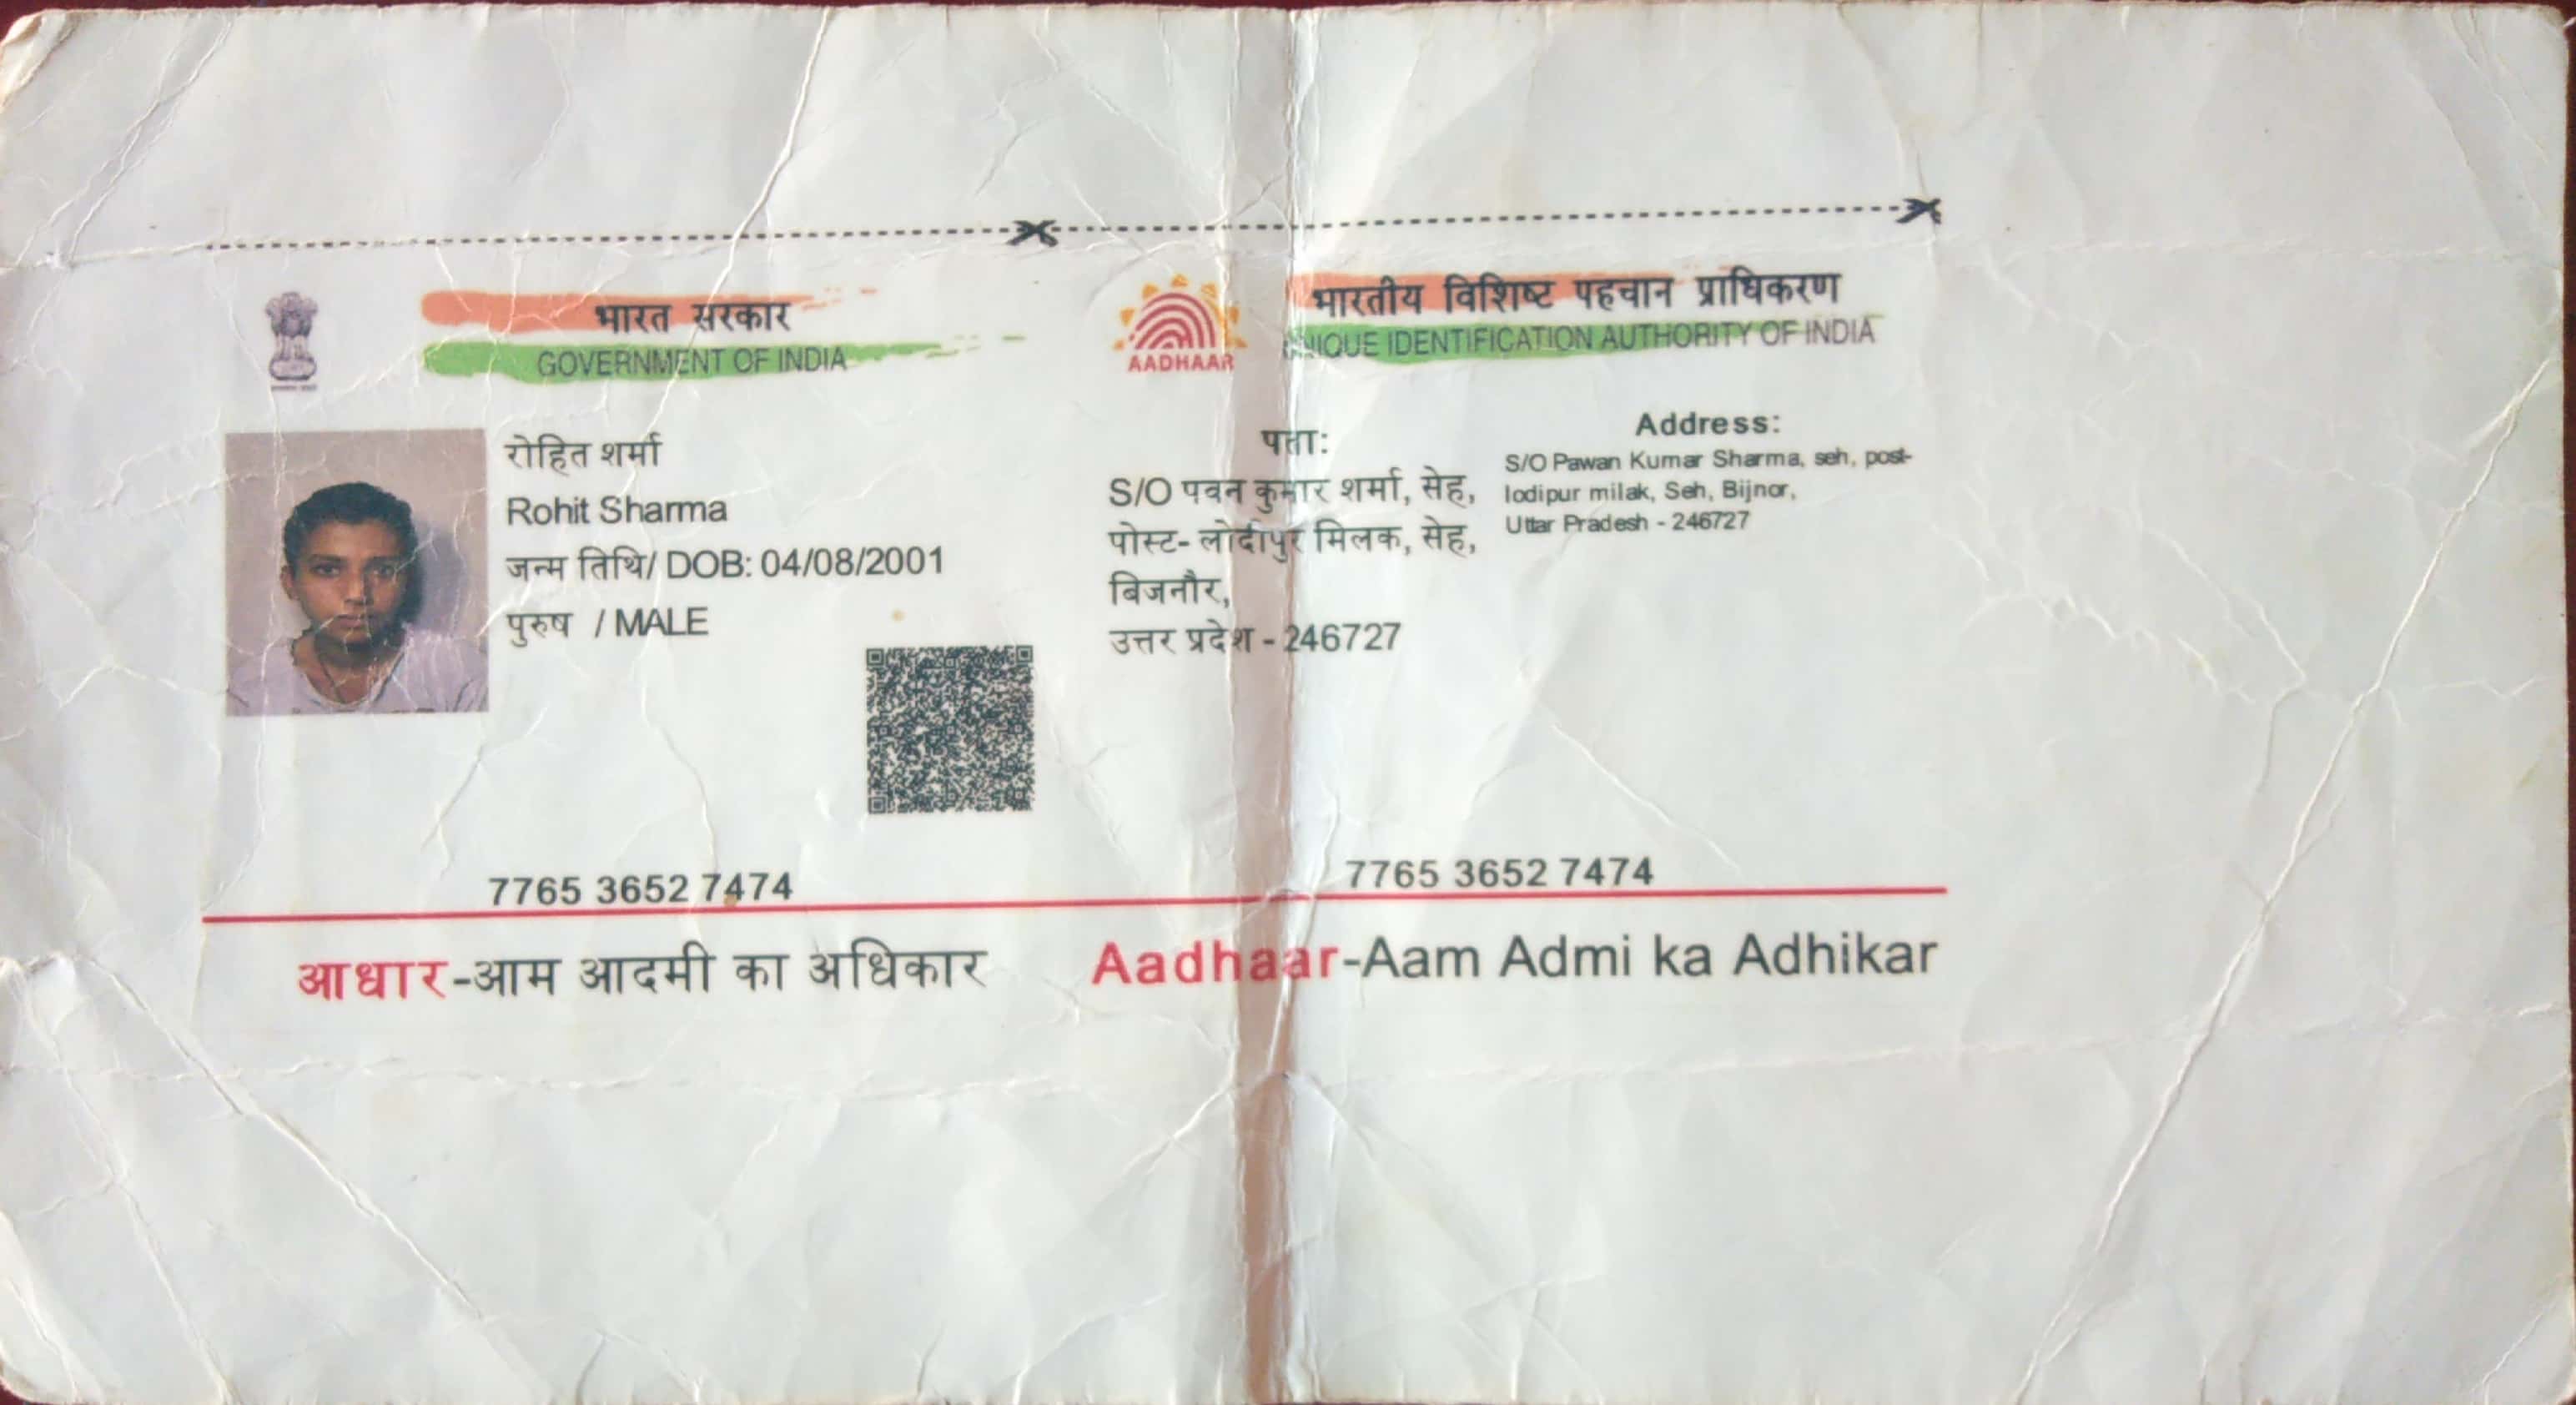 भारत सरकार
GOVERNMENT OF INDIA
रोहित शर्मा
Rohit Sharma
जन्म तिथि/ DOB: 04/08/2001
पुरुष / MALE
7765 3652 7474
आधार-आम आदमी का अधिकार
AADHAAR
भारतीय विशिष्ट पहचान प्राधिकरण
UNIQUE IDENTIFICATION AUTHORITY OF INDIA
पता:
S/O पवन कुमार शर्मा, सेह,
पोस्ट- लोदीपुर मिलक, सेह,
बिजनौर,
उत्तर प्रदेश - 246727
Address:
S/O Pawan Kumar Sharma, seh, post-
lodipur milak, Seh, Bijnor,
Uttar Pradesh - 246727
7765 3652 7474
Aadhaar-Aam Admi ka Adhikar